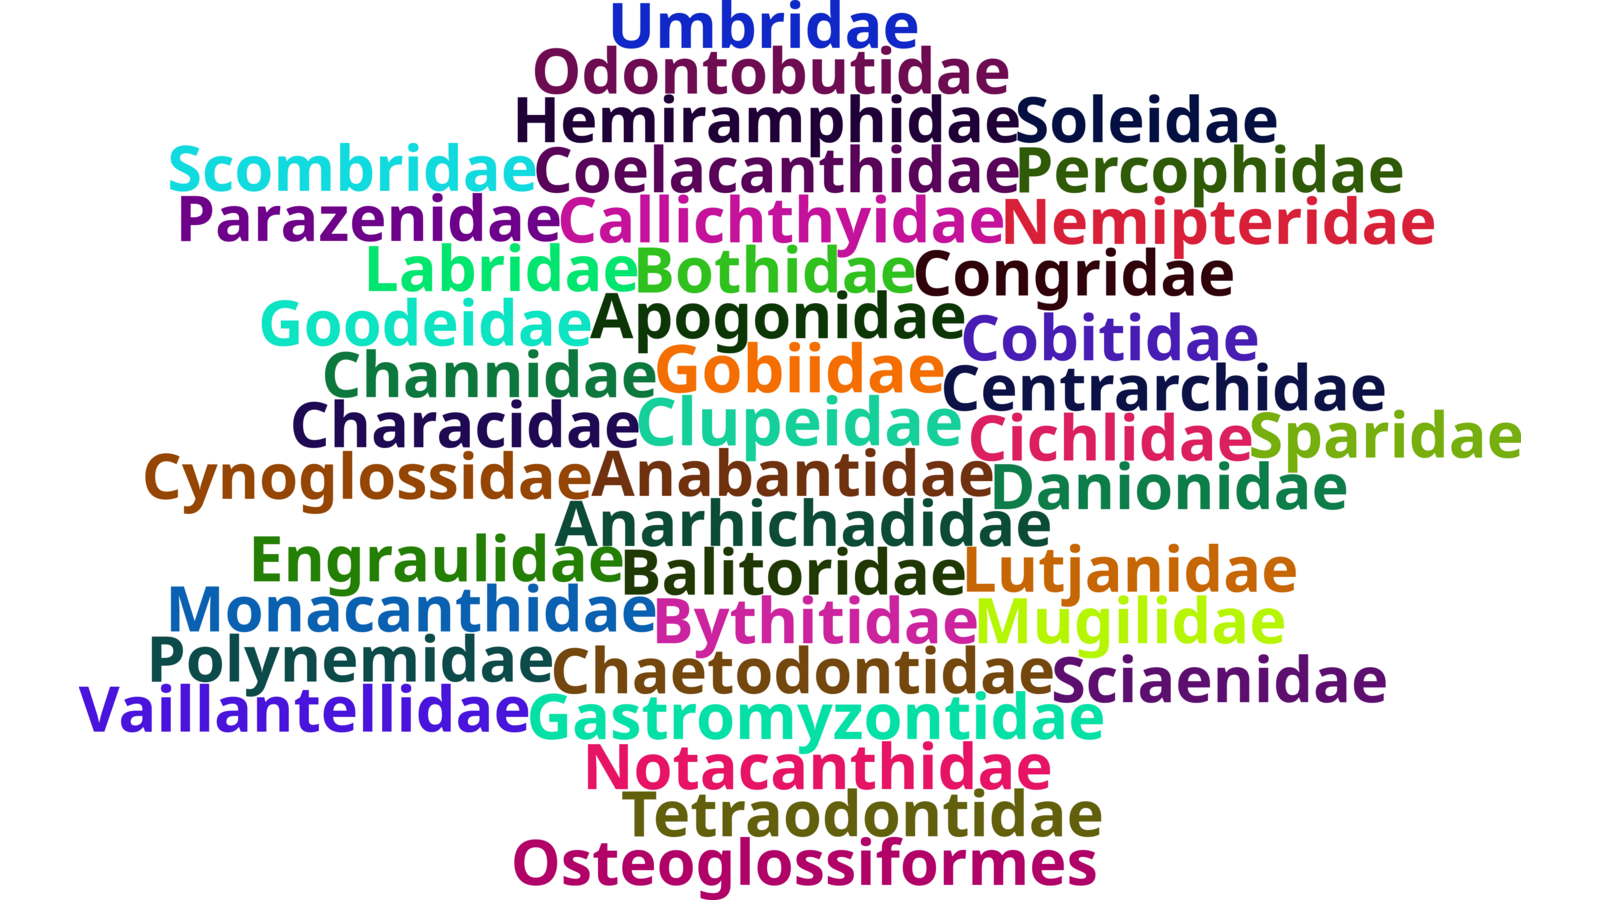 Umbridae
Odontobutidae
Hemiramphidae Soleidae
Scombridae Coelacanthidae Percophidae
Parazenidae Callichthyidae Nemipteridae
Labridae Bothidae Congridae
Goodeidae Apogonidae Cobitidae
Channidae Gobiidae Centrarchidae
Characidae Clupeidae Cichlidae Sparidae
Cynoglossidae Anabantidae Danionidae
Anarhichadidae
Engraulidae Balitoridae Lutjanidae
Monacanthidae Bythitidae Mugilidae
Polynemidae Chaetodontidae Sciaenidae
Vaillantellidae Gastromyzontidae
Notacanthidae
Tetraodontidae
Osteoglossiformes